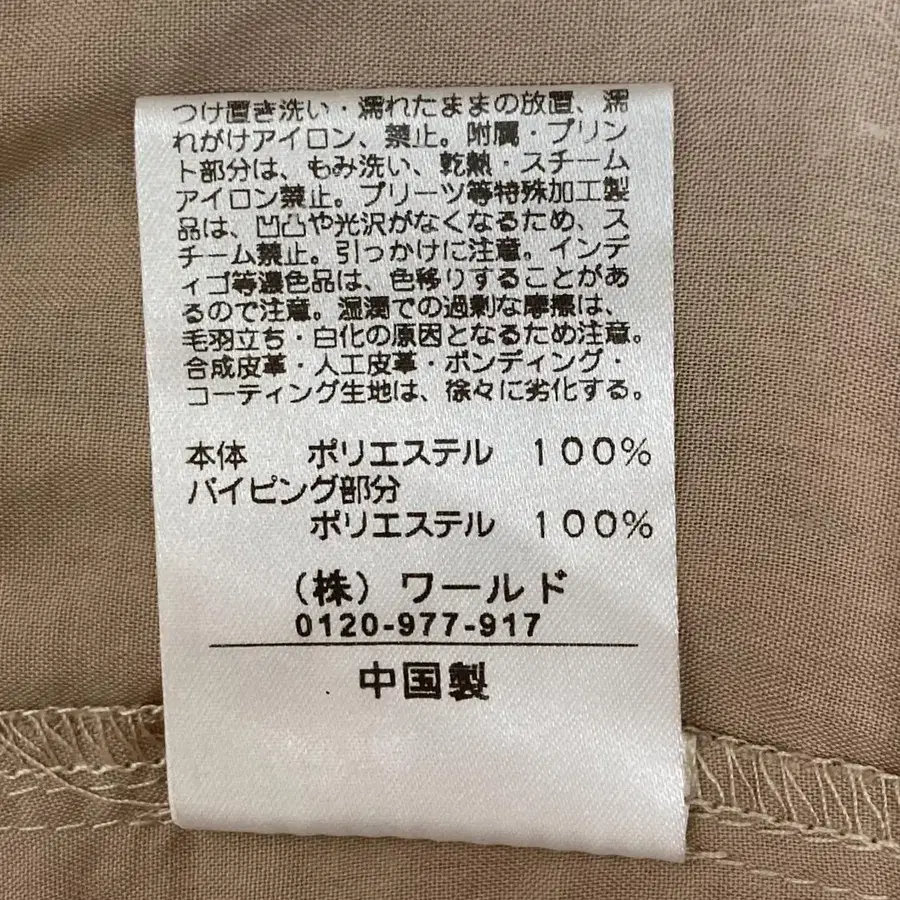 つけ置き洗い・濡れたままの放置、濡
れがけアイロン、禁止。附属・プリン
ト部分は、もみ洗い、乾熱・スチーム
アイロン禁止。プリーツ等特殊加工製
品は、凹凸や光沢がなくなるため、ス
チーム禁止。引っかけに注意。インデ
ィゴ等濃色品は、色移りすることがあ
るので注意。湿潤での過剰な摩擦は、
毛羽立ち・白化の原因となるため注意。
合成皮革・人工皮革・ボンディング・
コーティング生地は、徐々に劣化する。
本体 ポリエステル 100%
パイピング部分
ポリエステル 100%
(株) ワールド
0120-977-917
中国製